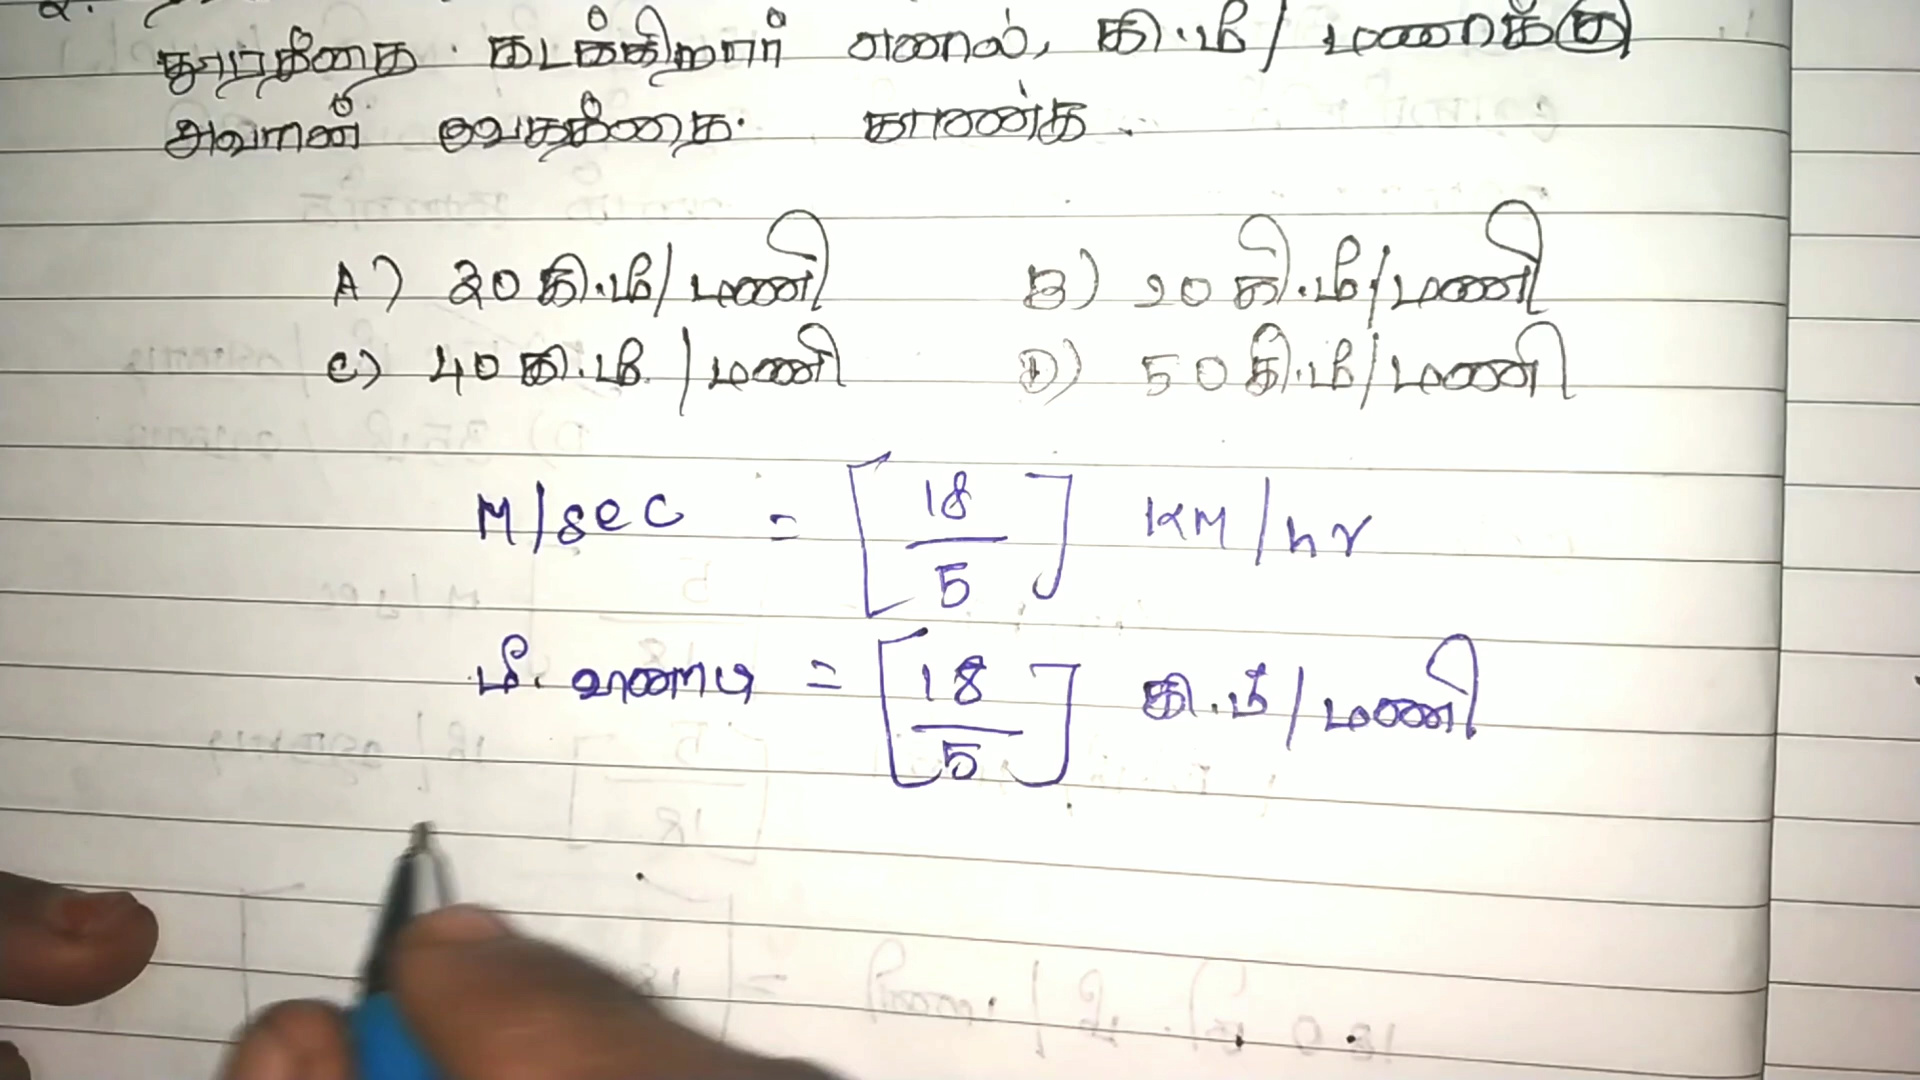 தூரத்தை கடக்கிறார் எனில், கி.மீ/மணிக்கு
அவரின் வேகத்தை காண்க.
A) 30 கி.மீ/மணி B) 20 கி.மீ/மணி
C) 40 கி.மீ/மணி D) 50 கி.மீ/மணி
M/sec = [18/5] KM/hr
மீ. வினாடி = [18/5] கி.மீ/மணி